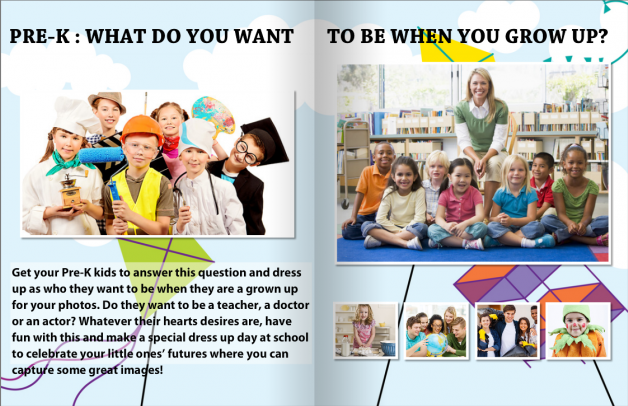 PRE-K : WHAT DO YOU WANT TO BE WHEN YOU GROW UP?
Get your Pre-K kids to answer this question and dress
up as who they want to be when they are a grown up
for your photos. Do they want to be a teacher, a doctor
or an actor? Whatever their hearts desires are, have
fun with this and make a special dress up day at school
to celebrate your little ones’ futures where you can
capture some great images!